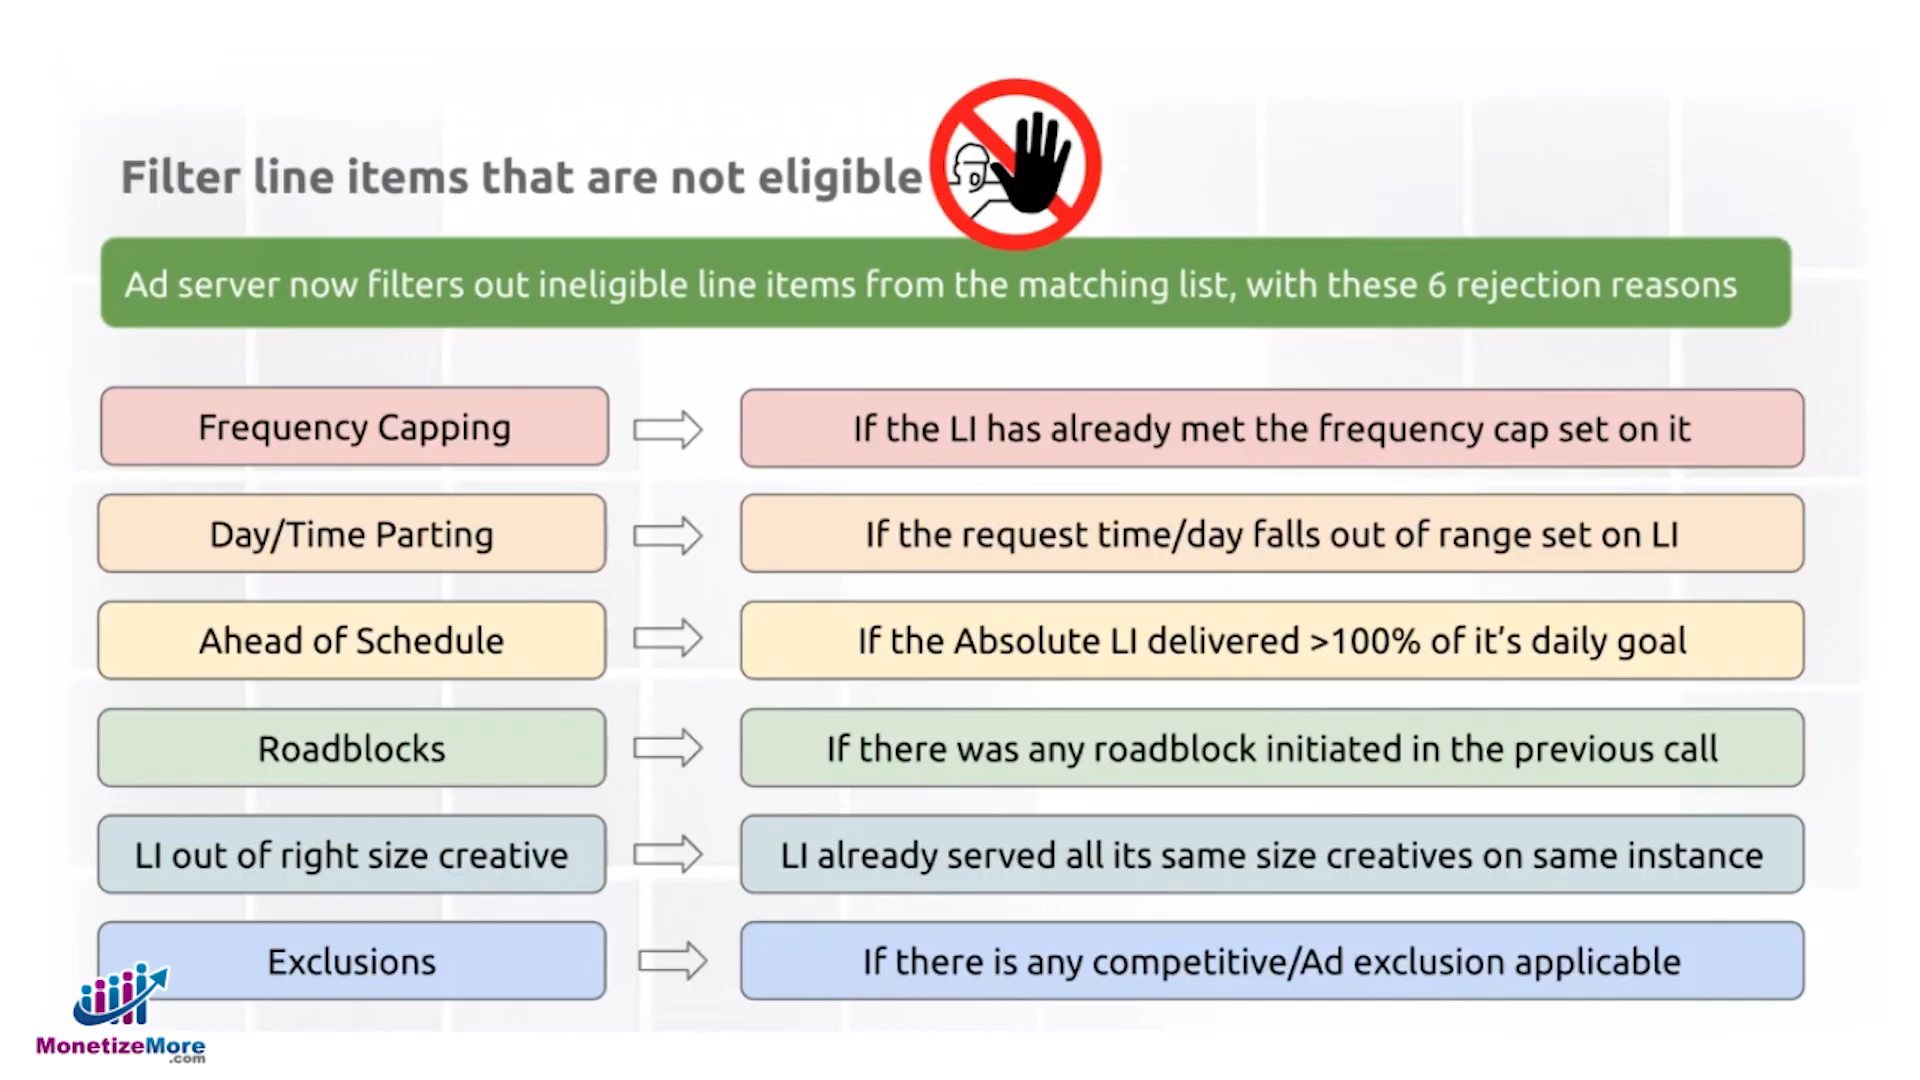 Filter line items that are not eligible
Ad server now filters out ineligible line items from the matching list, with these 6 rejection reasons
Frequency Capping
If the LI has already met the frequency cap set on it
Day/Time Parting
If the request time/day falls out of range set on LI
Ahead of Schedule
If the Absolute LI delivered >100% of it's daily goal
Roadblocks
If there was any roadblock initiated in the previous call
LI out of right size creative
LI already served all its same size creatives on same instance
Exclusions
If there is any competitive/Ad exclusion applicable
MonetizeMore
.com